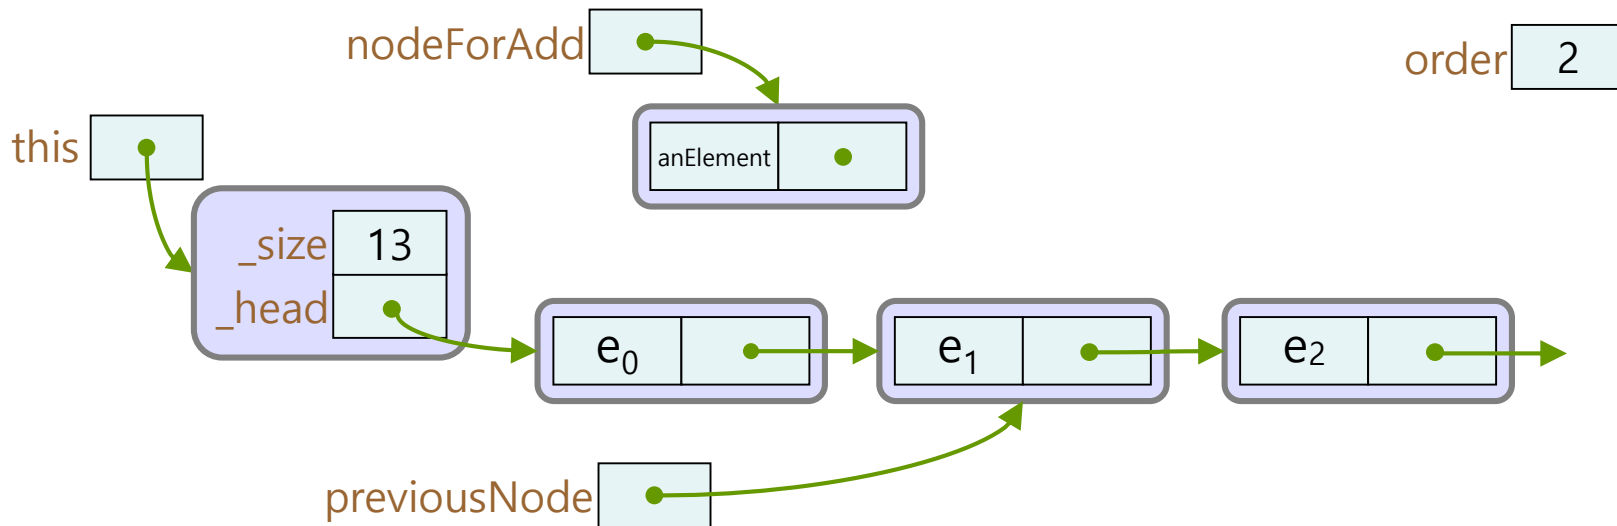 nodeForAdd
order 2
this
anElement
_size 13
_head
e₀ e₁ e2
previousNode